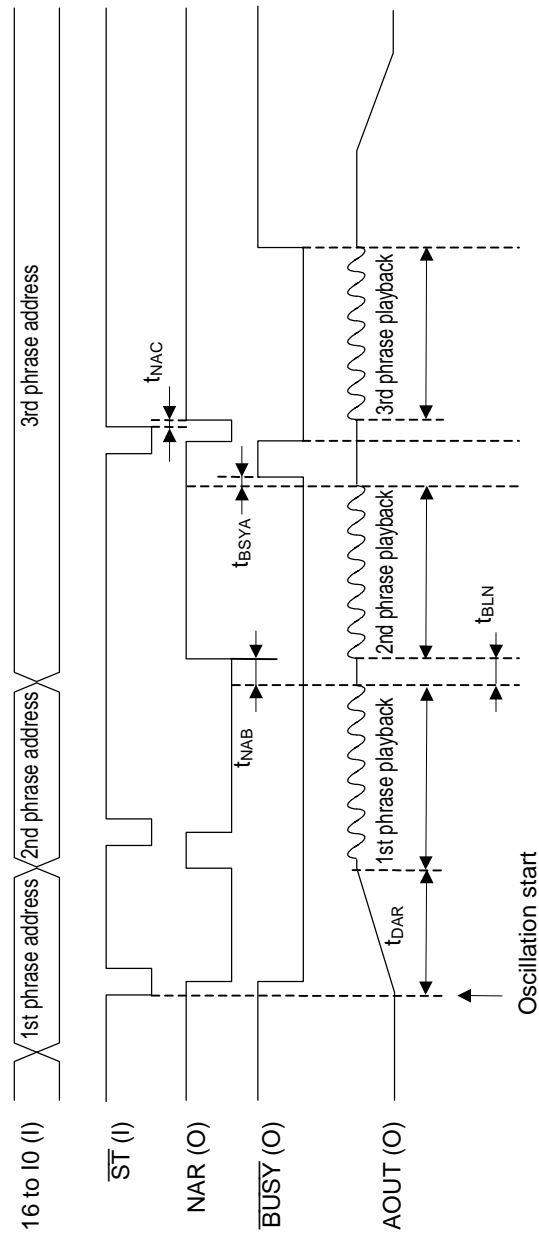 16 to I0 (I)
1st phrase address
2nd phrase address
3rd phrase address
ST (I)
tNAC
NAR (O)
tNAB
tBSYA
BUSY (O)
AOUT (O)
tDAR
1st phrase playback
2nd phrase playback
3rd phrase playback
tBLN
Oscillation start